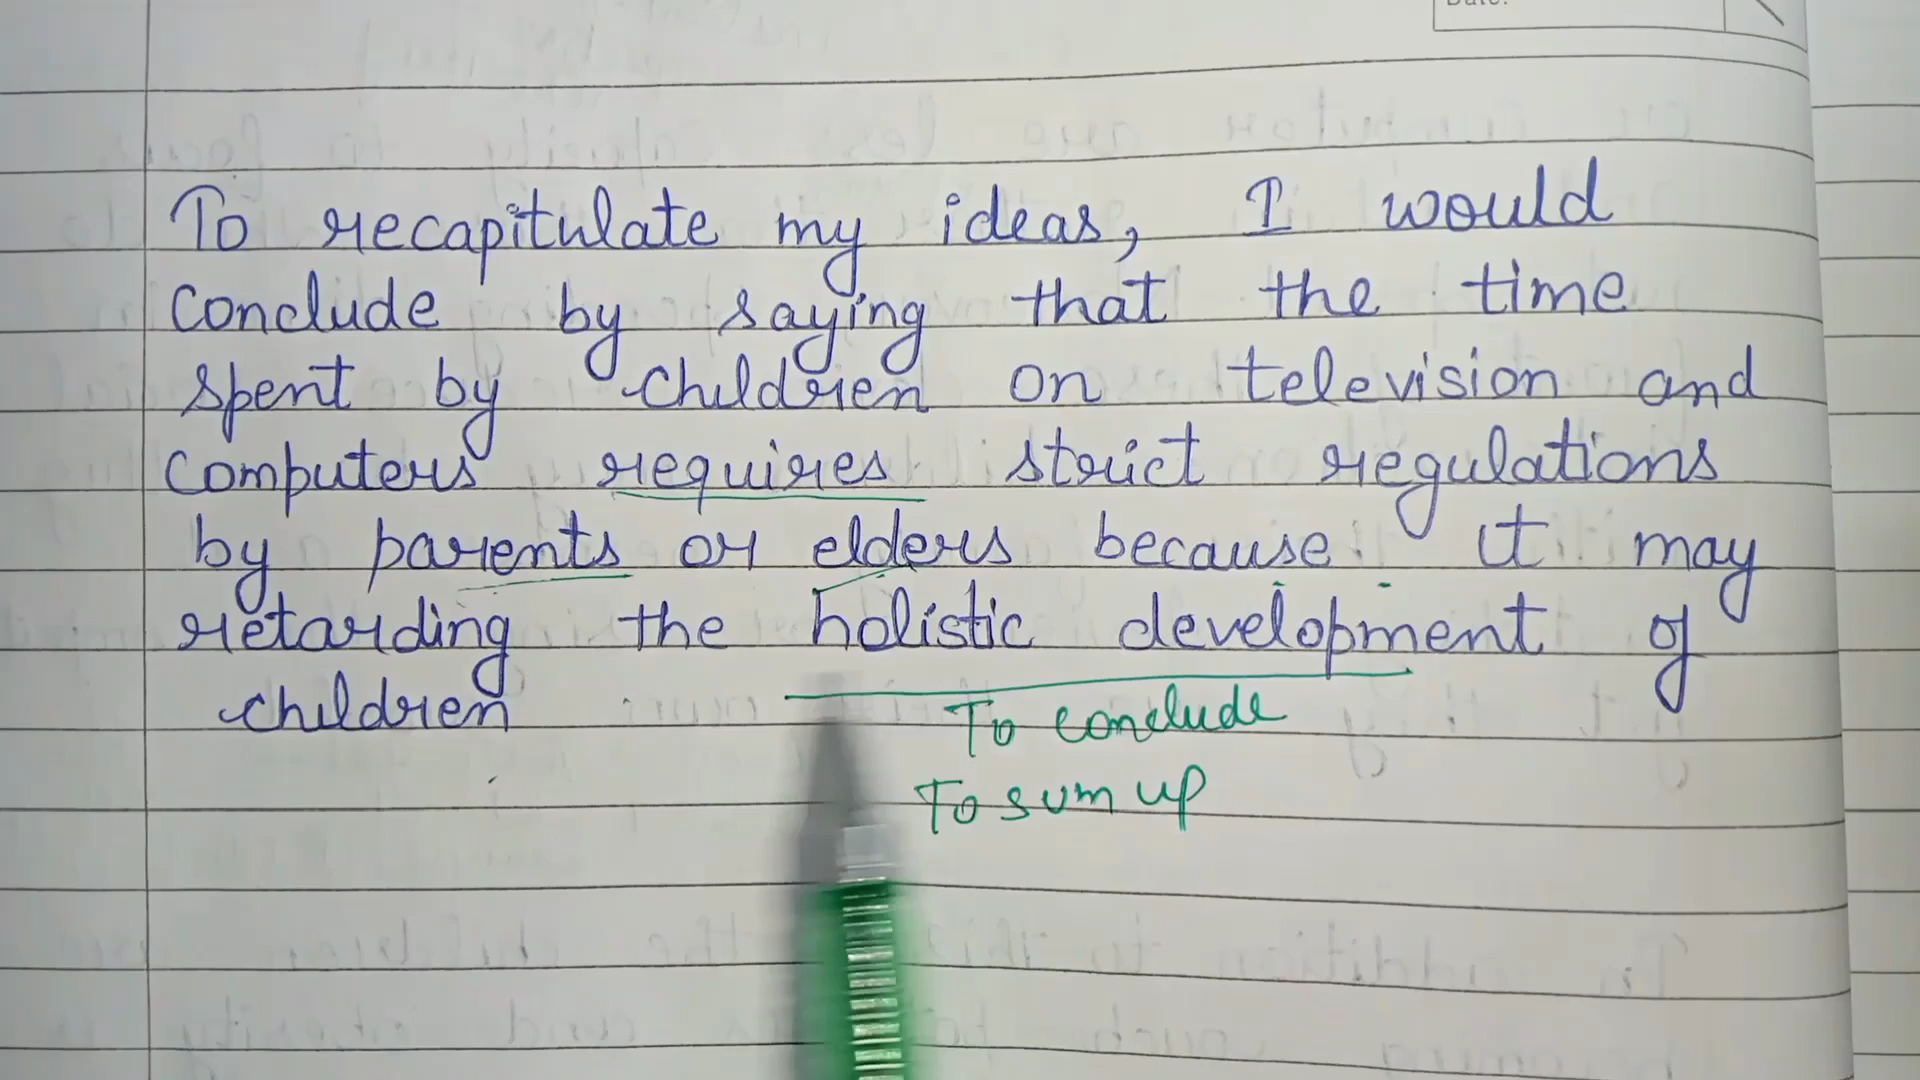 Date:
To recapitulate my ideas, I would
conclude by saying that the time
spent by children on television and
computers requires strict regulations
by parents or elders because it may
retarding the holistic development of
children
To conclude
To sum up